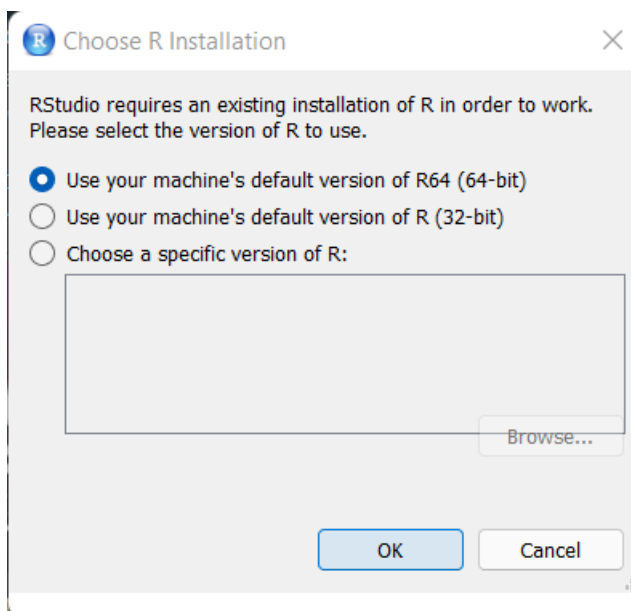 R Choose R Installation
RStudio requires an existing installation of R in order to work.
Please select the version of R to use.
Use your machine's default version of R64 (64-bit)
Use your machine's default version of R (32-bit)
Choose a specific version of R:
Browse...
OK Cancel